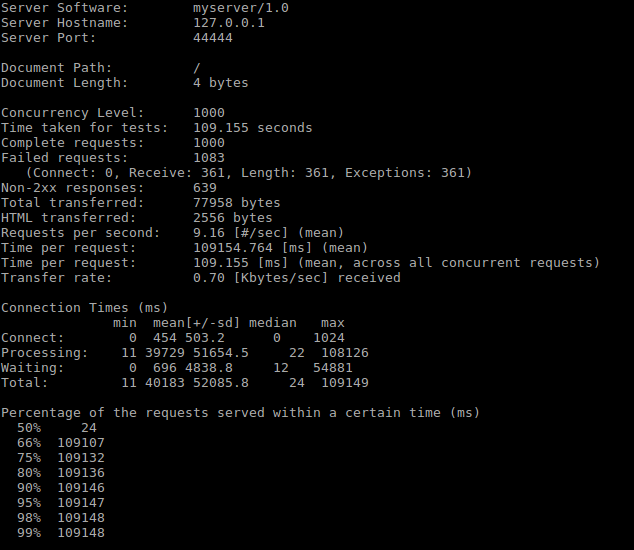 Server Software:        myserver/1.0
Server Hostname:        127.0.0.1
Server Port:            44444

Document Path:          /
Document Length:        4 bytes

Concurrency Level:      1000
Time taken for tests:   109.155 seconds
Complete requests:      1000
Failed requests:        1083
   (Connect: 0, Receive: 361, Length: 361, Exceptions: 361)
Non-2xx responses:      639
Total transferred:      77958 bytes
HTML transferred:       2556 bytes
Requests per second:    9.16 [#/sec] (mean)
Time per request:       109154.764 [ms] (mean)
Time per request:       109.155 [ms] (mean, across all concurrent requests)
Transfer rate:          0.70 [Kbytes/sec] received

Connection Times (ms)
              min  mean[+/-sd] median   max
Connect:        0  454 503.2      0    1024
Processing:    11 39729 51654.5     22  108126
Waiting:        0  696 4838.8     12   54881
Total:         11 40183 52085.8     24  109149

Percentage of the requests served within a certain time (ms)
  50%     24
  66%  109107
  75%  109132
  80%  109136
  90%  109146
  95%  109147
  98%  109148
  99%  109148